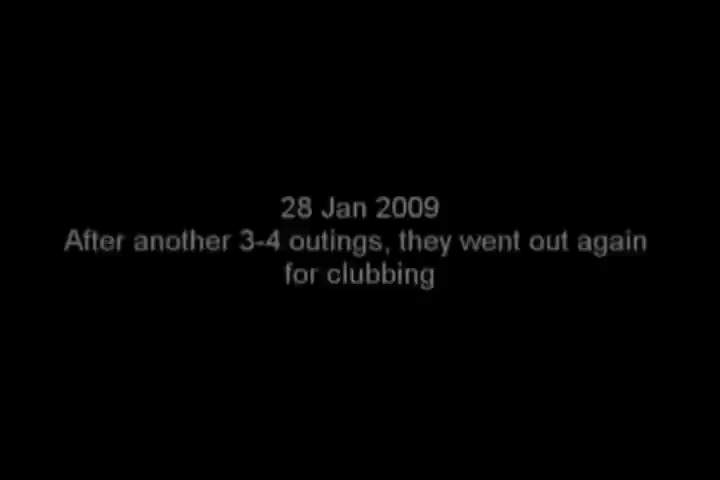 28 Jan 2009
After another 3-4 outings, they went out again
for clubbing